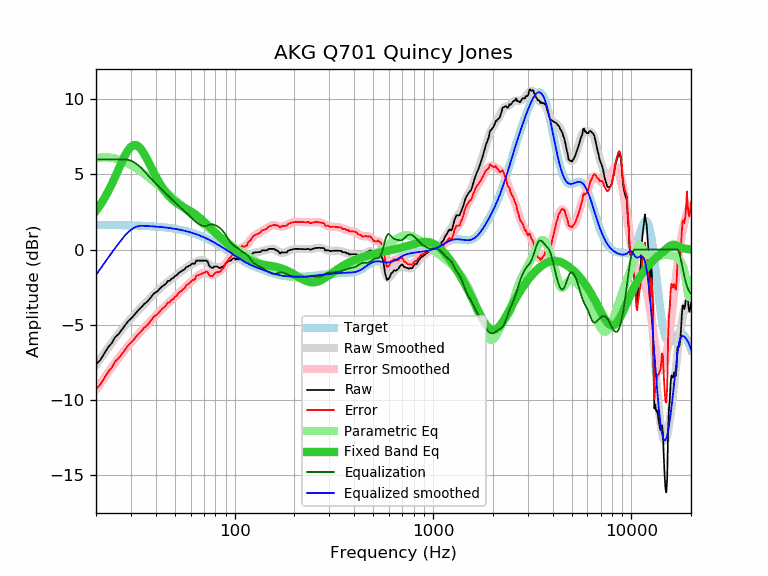 AKG Q701 Quincy Jones
10
5
0
−5
−10
−15
Amplitude (dBr)
Target
Raw Smoothed
Error Smoothed
Raw
Error
Parametric Eq
Fixed Band Eq
Equalization
Equalized smoothed
100
1000
10000
Frequency (Hz)